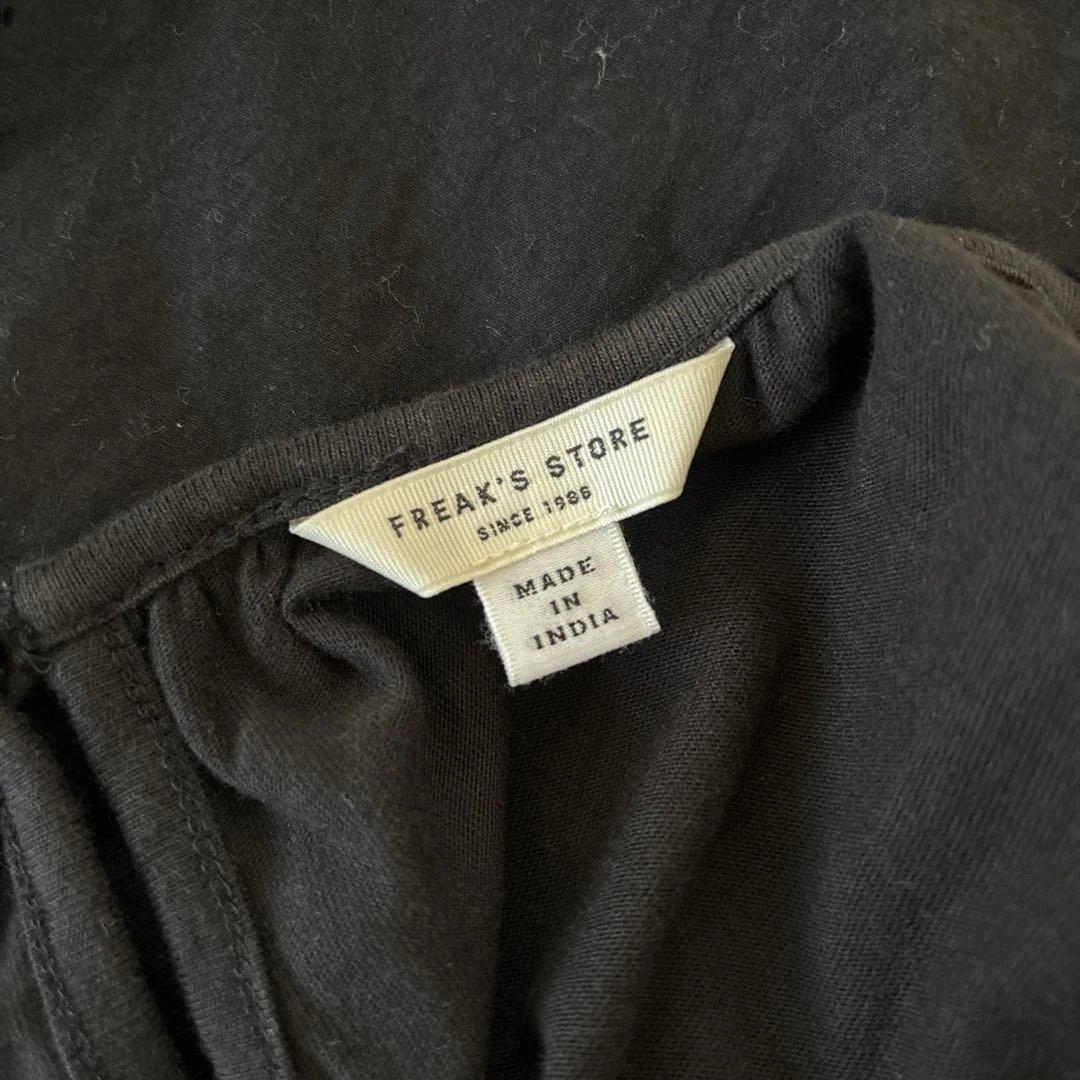 FREAK'S STORE
SINCE 1986
MADE
IN
INDIA